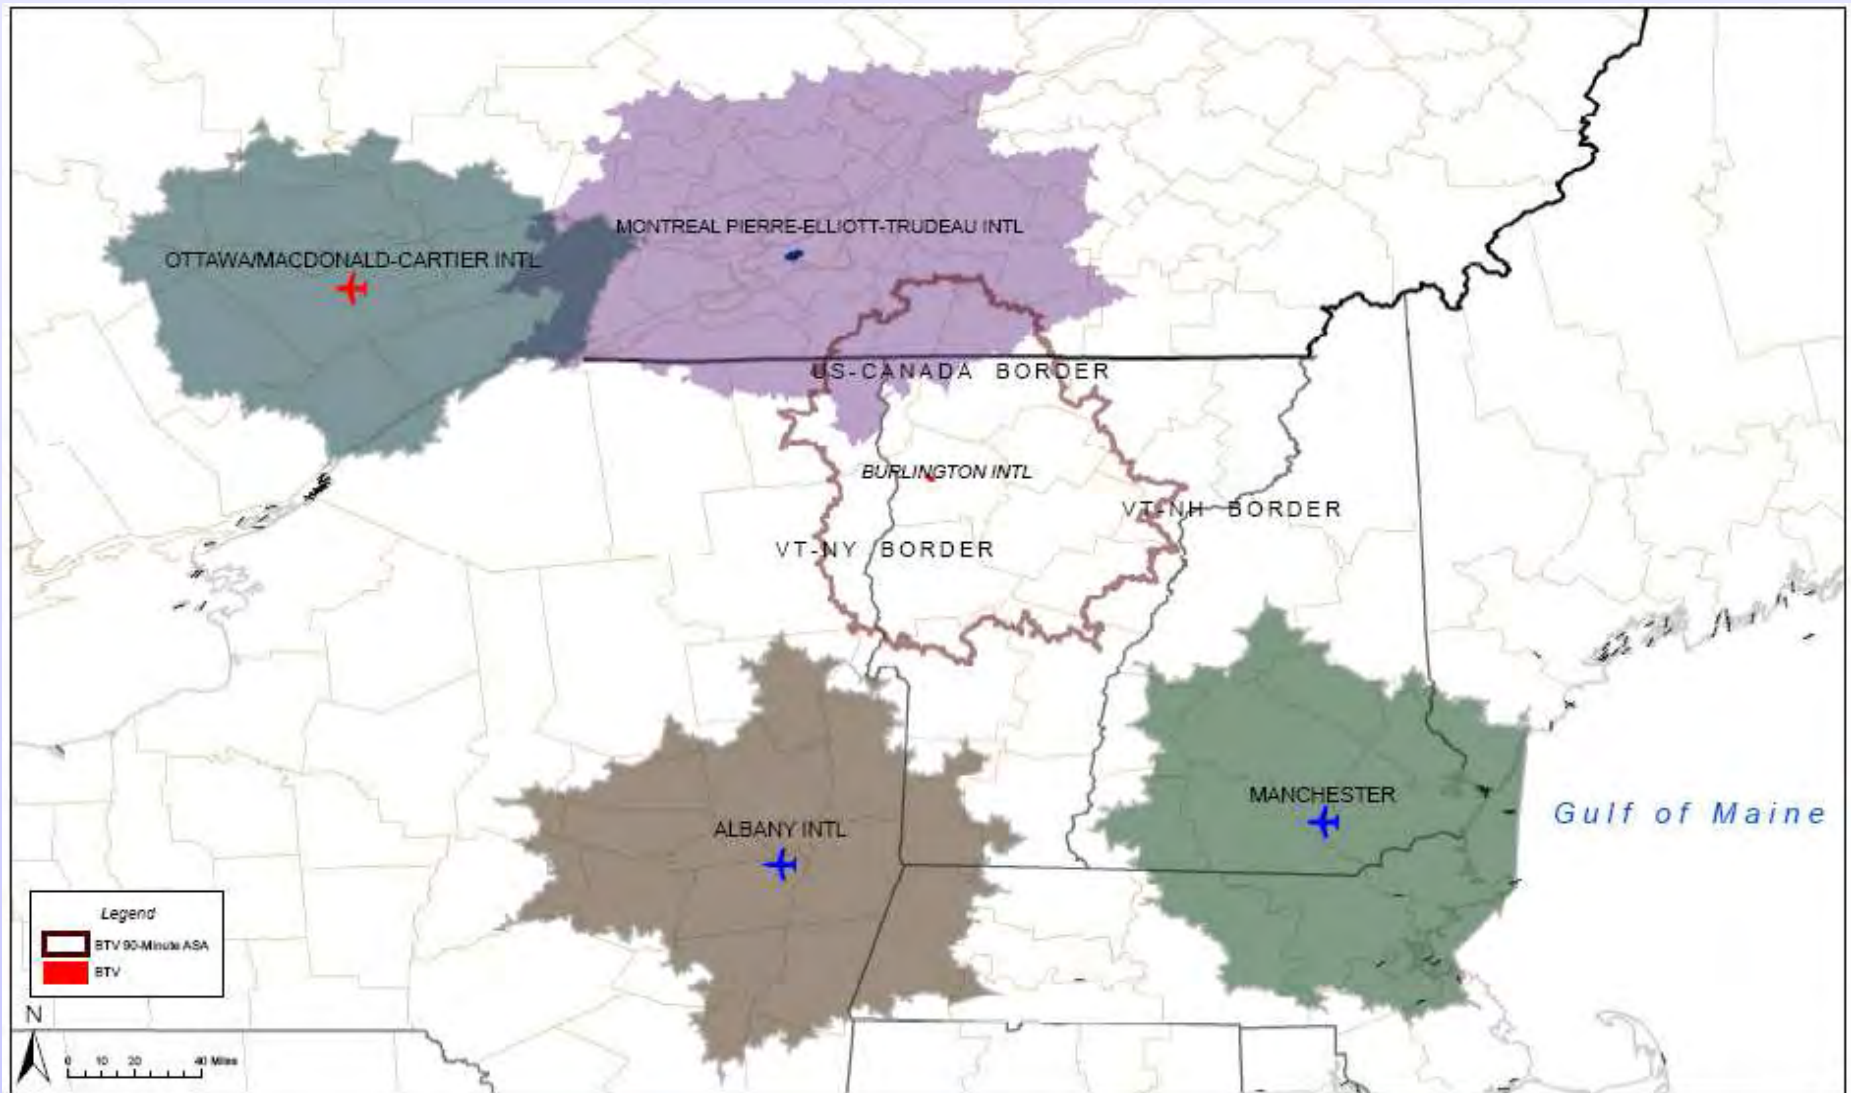 MONTREAL PIERRE-ELLIOTT-TRUDEAU INTL
OTTAWA/MACDONALD-CARTIER INTL
US-CANADA BORDER
BURLINGTON INTL
VT-NH BORDER
VT-NY BORDER
MANCHESTER
Gulf of Maine
ALBANY INTL
Legend
BTV 90-Minute ASA
BTV
N
0 10 20 40 Miles